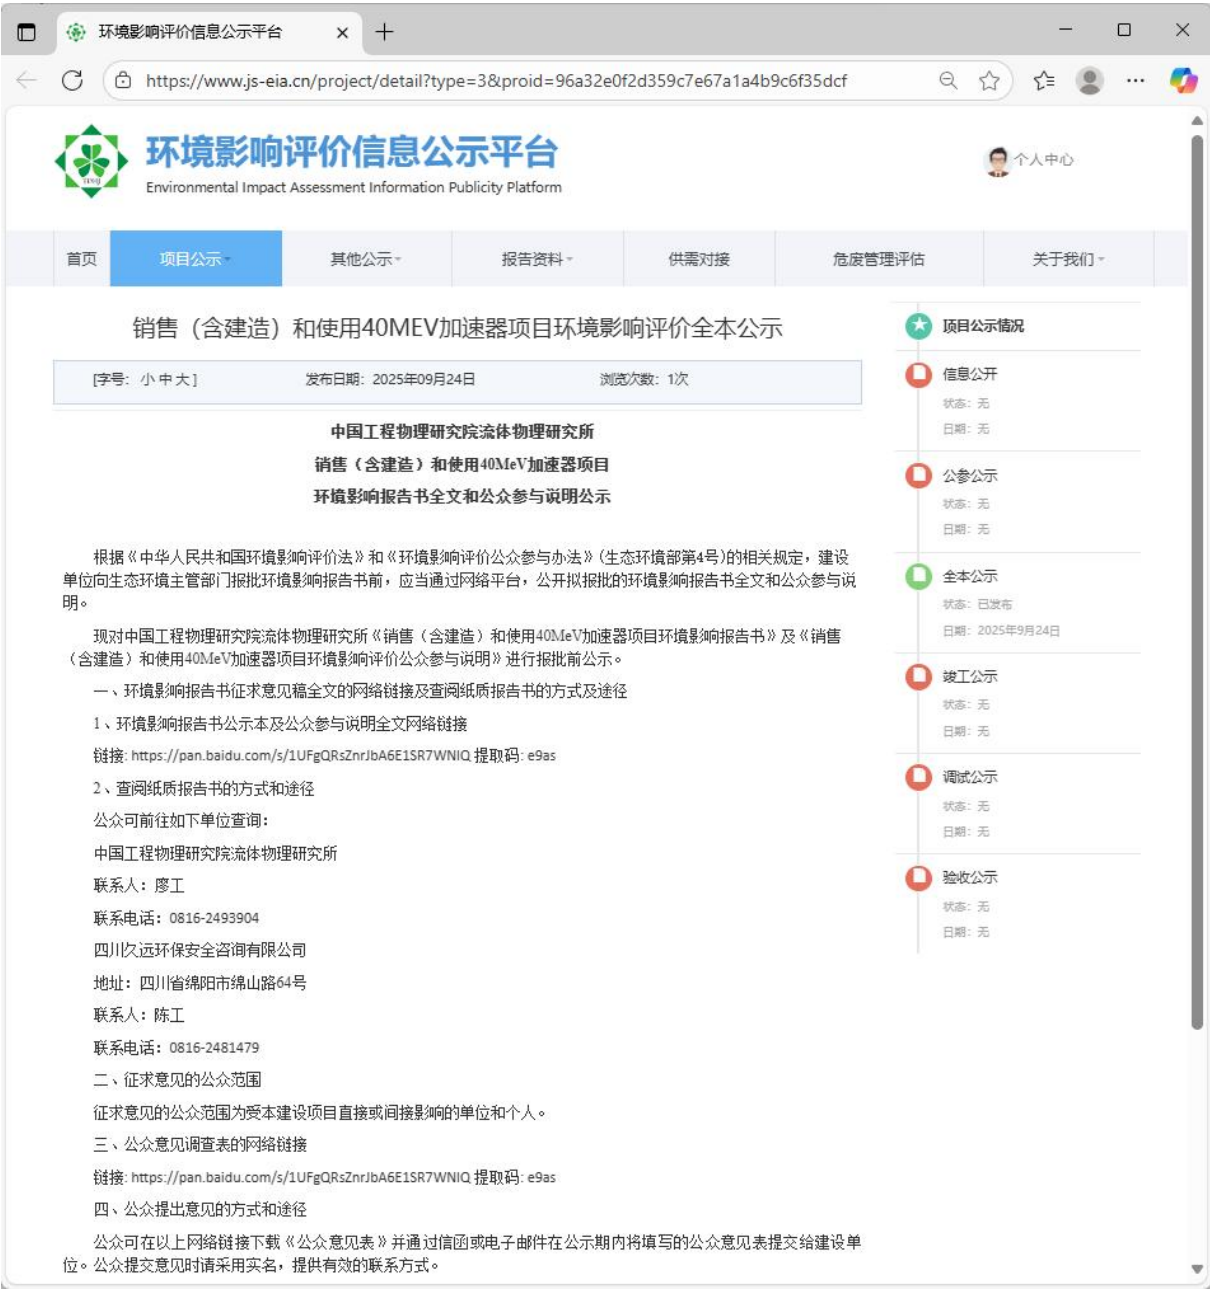 环境影响评价信息公示平台
https://www.js-eia.cn/project/detail?type=3&proid=96a32e0f2d359c7e67a1a4b9c6f35dcf
环境影响评价信息公示平台
Environmental Impact Assessment Information Publicity Platform
个人中心
首页 项目公示 其他公示 报告资料 供需对接 危废管理评估 关于我们
销售（含建造）和使用40MEV加速器项目环境影响评价全本公示
[字号: 小 中 大] 发布日期: 2025年09月24日 浏览次数: 1次
中国工程物理研究院流体物理研究所
销售（含建造）和使用40MeV加速器项目
环境影响报告书全文和公众参与说明公示
根据《中华人民共和国环境影响评价法》和《环境影响评价公众参与办法》(生态环境部第4号)的相关规定，建设
单位向生态环境主管部门报批环境影响报告书前，应当通过网络平台，公开拟报批的环境影响报告书全文和公众参与说
明。
现对中国工程物理研究院流体物理研究所《销售（含建造）和使用40MeV加速器项目环境影响报告书》及《销售
（含建造）和使用40MeV加速器项目环境影响评价公众参与说明》进行报批前公示。
一、环境影响报告书征求意见稿全文的网络链接及查阅纸质报告书的方式及途径
1、环境影响报告书公示本及公众参与说明全文网络链接
链接: https://pan.baidu.com/s/1UFgQRsZnrJbA6E1SR7WNIQ 提取码: e9as
2、查阅纸质报告书的方式和途径
公众可前往如下单位查询：
中国工程物理研究院流体物理研究所
联系人：廖工
联系电话：0816-2493904
四川久远环保安全咨询有限公司
地址：四川省绵阳市绵山路64号
联系人：陈工
联系电话：0816-2481479
二、征求意见的公众范围
征求意见的公众范围为受本建设项目直接或间接影响的单位和个人。
三、公众意见调查表的网络链接
链接: https://pan.baidu.com/s/1UFgQRsZnrJbA6E1SR7WNIQ 提取码: e9as
四、公众提出意见的方式和途径
公众可在以上网络链接下载《公众意见表》并通过信函或电子邮件在公示期内将填写的公众意见表提交给建设单
位。公众提交意见时请采用实名，提供有效的联系方式。
项目公示情况
信息公开
状态: 无
日期: 无
公参公示
状态: 无
日期: 无
全本公示
状态: 已发布
日期: 2025年9月24日
竣工公示
状态: 无
日期: 无
调试公示
状态: 无
日期: 无
验收公示
状态: 无
日期: 无